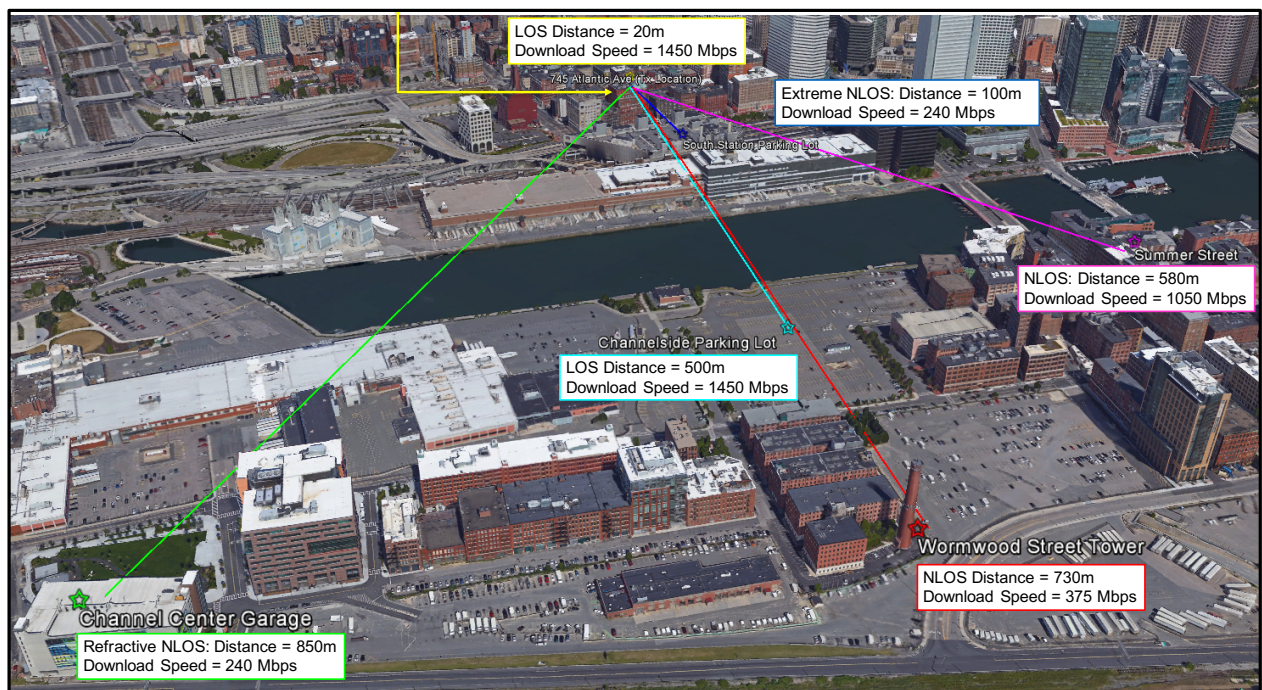 LOS Distance = 20m
Download Speed = 1450 Mbps
745 Atlantic Ave (Tx Location)
Extreme NLOS: Distance = 100m
Download Speed = 240 Mbps
South Station Parking Lot
Summer Street
NLOS: Distance = 580m
Download Speed = 1050 Mbps
Channelside Parking Lot
LOS Distance = 500m
Download Speed = 1450 Mbps
Wormwood Street Tower
NLOS Distance = 730m
Download Speed = 375 Mbps
Channel Center Garage
Refractive NLOS: Distance = 850m
Download Speed = 240 Mbps